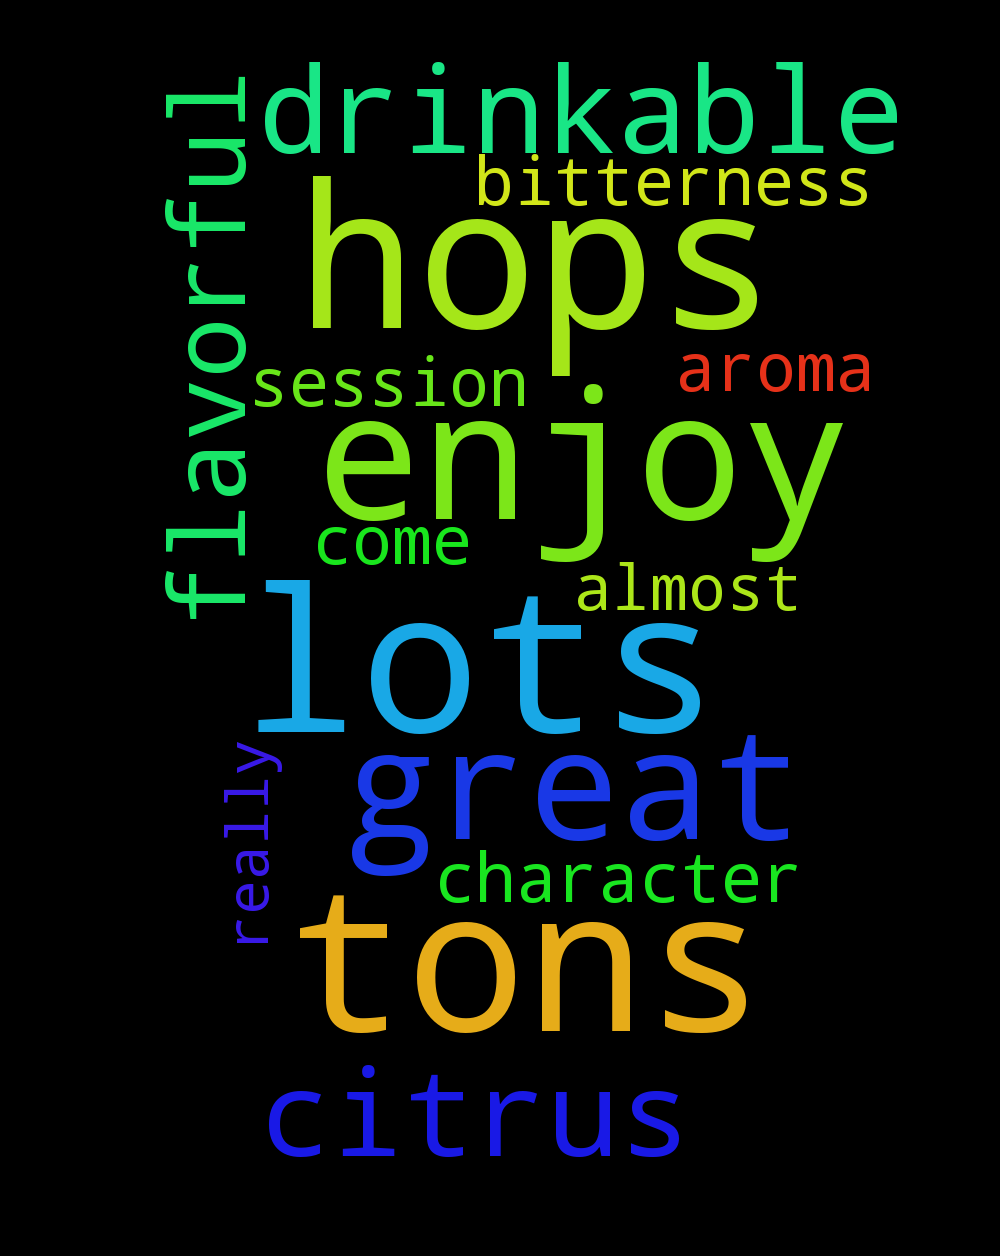 flavorful
drinkable
bitterness
hops
session
aroma
enjoy
come
almost
lots
really
great
character
tons
citrus